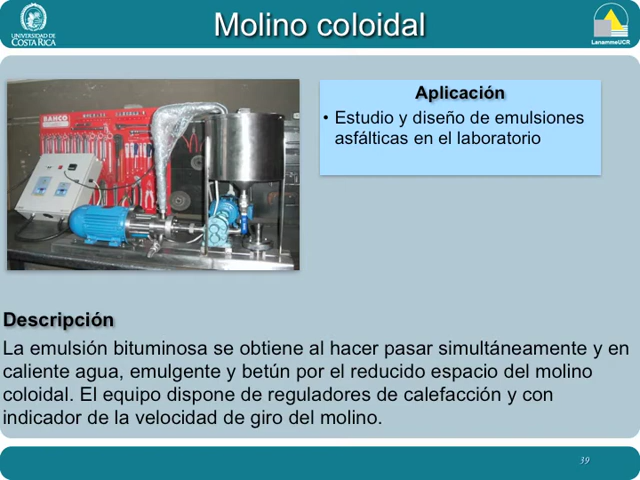 UNIVERSIDAD DE
COSTA RICA
Molino coloidal
LanammeUCR
BAHCO
Aplicación
• Estudio y diseño de emulsiones
asfálticas en el laboratorio
Descripción
La emulsión bituminosa se obtiene al hacer pasar simultáneamente y en
caliente agua, emulgente y betún por el reducido espacio del molino
coloidal. El equipo dispone de reguladores de calefacción y con
indicador de la velocidad de giro del molino.
39